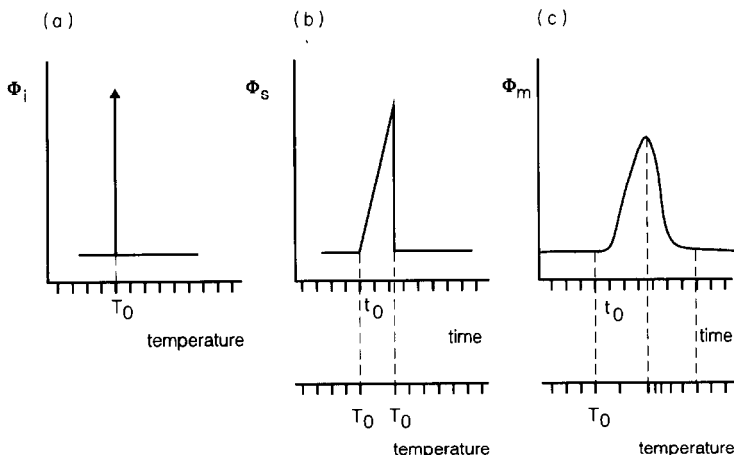 (a)
Φi
T0
temperature
(b)
Φs
t0
time
T0 T0
temperature
(c)
Φm
t0
time
T0
temperature